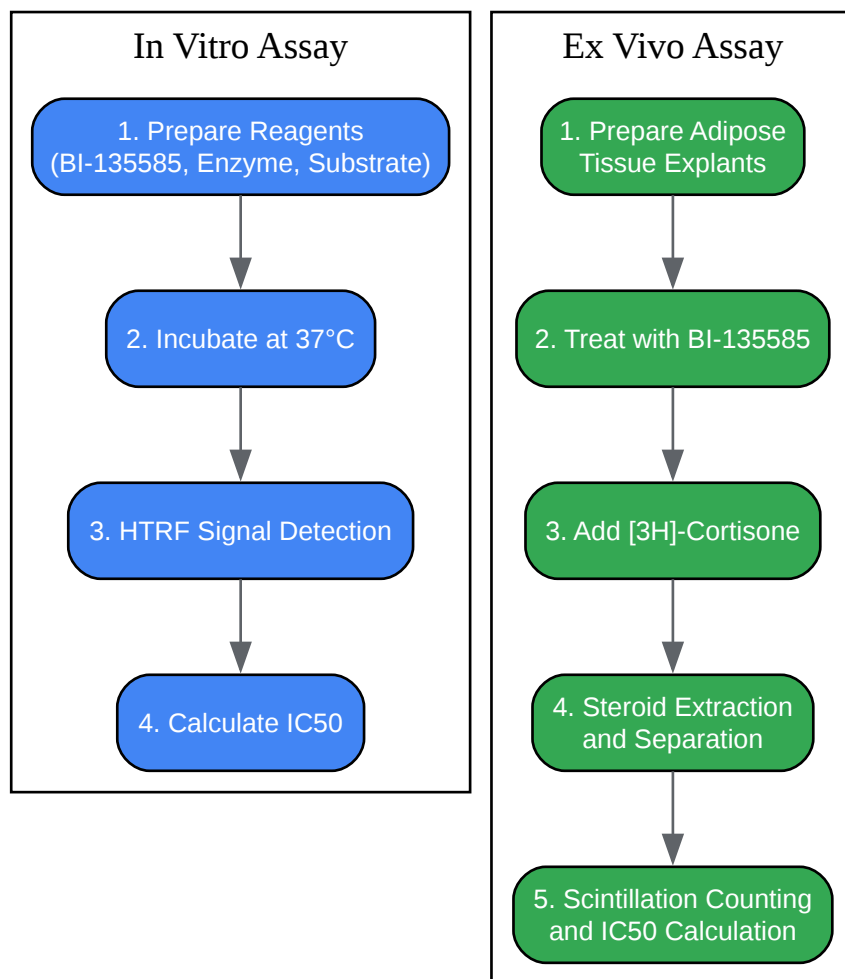 In Vitro Assay
1. Prepare Reagents
(BI-135585, Enzyme, Substrate)
2. Incubate at 37°C
3. HTRF Signal Detection
4. Calculate IC50
Ex Vivo Assay
1. Prepare Adipose
Tissue Explants
2. Treat with BI-135585
3. Add [3H]-Cortisone
4. Steroid Extraction
and Separation
5. Scintillation Counting
and IC50 Calculation